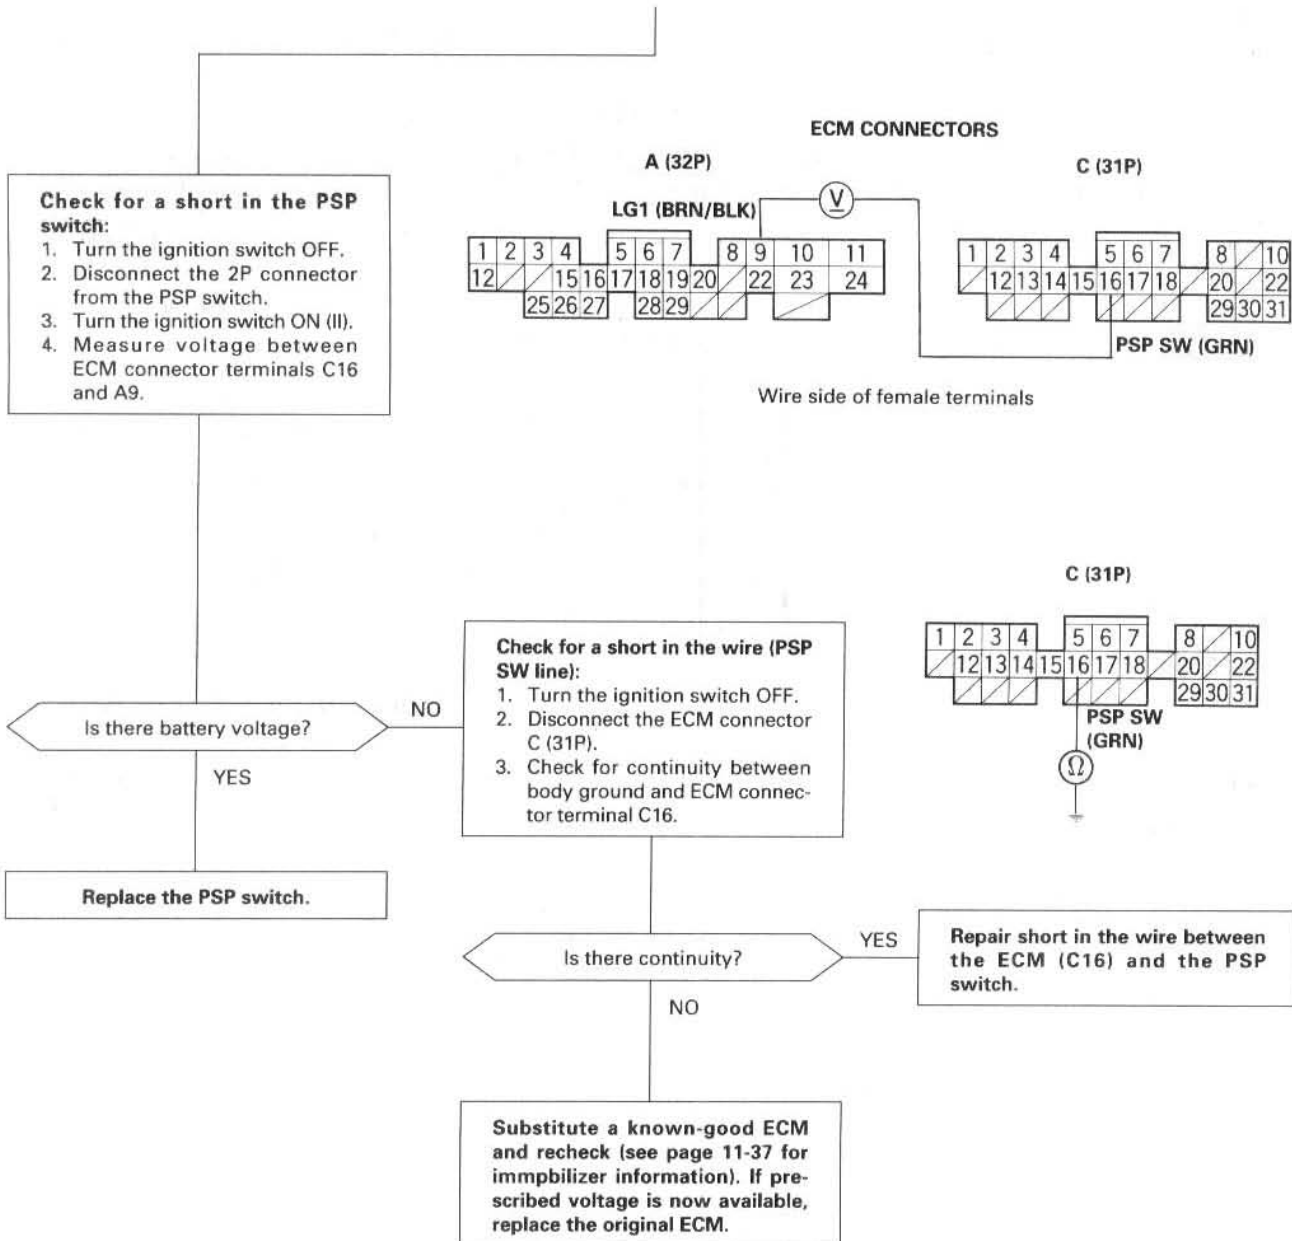 ECM CONNECTORS
A (32P)
C (31P)
LG1 (BRN/BLK)
V
1 2 3 4 5 6 7 8 9 10 11
12 15 16 17 18 19 20 22 23 24
25 26 27 28 29
1 2 3 4 5 6 7 8 10
12 13 14 15 16 17 18 20 22
29 30 31
PSP SW (GRN)
Wire side of female terminals
Check for a short in the PSP
switch:
1. Turn the ignition switch OFF.
2. Disconnect the 2P connector
from the PSP switch.
3. Turn the ignition switch ON (II).
4. Measure voltage between
ECM connector terminals C16
and A9.
Is there battery voltage?
NO
YES
Replace the PSP switch.
Check for a short in the wire (PSP
SW line):
1. Turn the ignition switch OFF.
2. Disconnect the ECM connector
C (31P).
3. Check for continuity between
body ground and ECM connec-
tor terminal C16.
C (31P)
1 2 3 4 5 6 7 8 10
12 13 14 15 16 17 18 20 22
29 30 31
PSP SW
(GRN)
Ω
Is there continuity?
YES
NO
Repair short in the wire between
the ECM (C16) and the PSP
switch.
Substitute a known-good ECM
and recheck (see page 11-37 for
immpbilizer information). If pre-
scribed voltage is now available,
replace the original ECM.